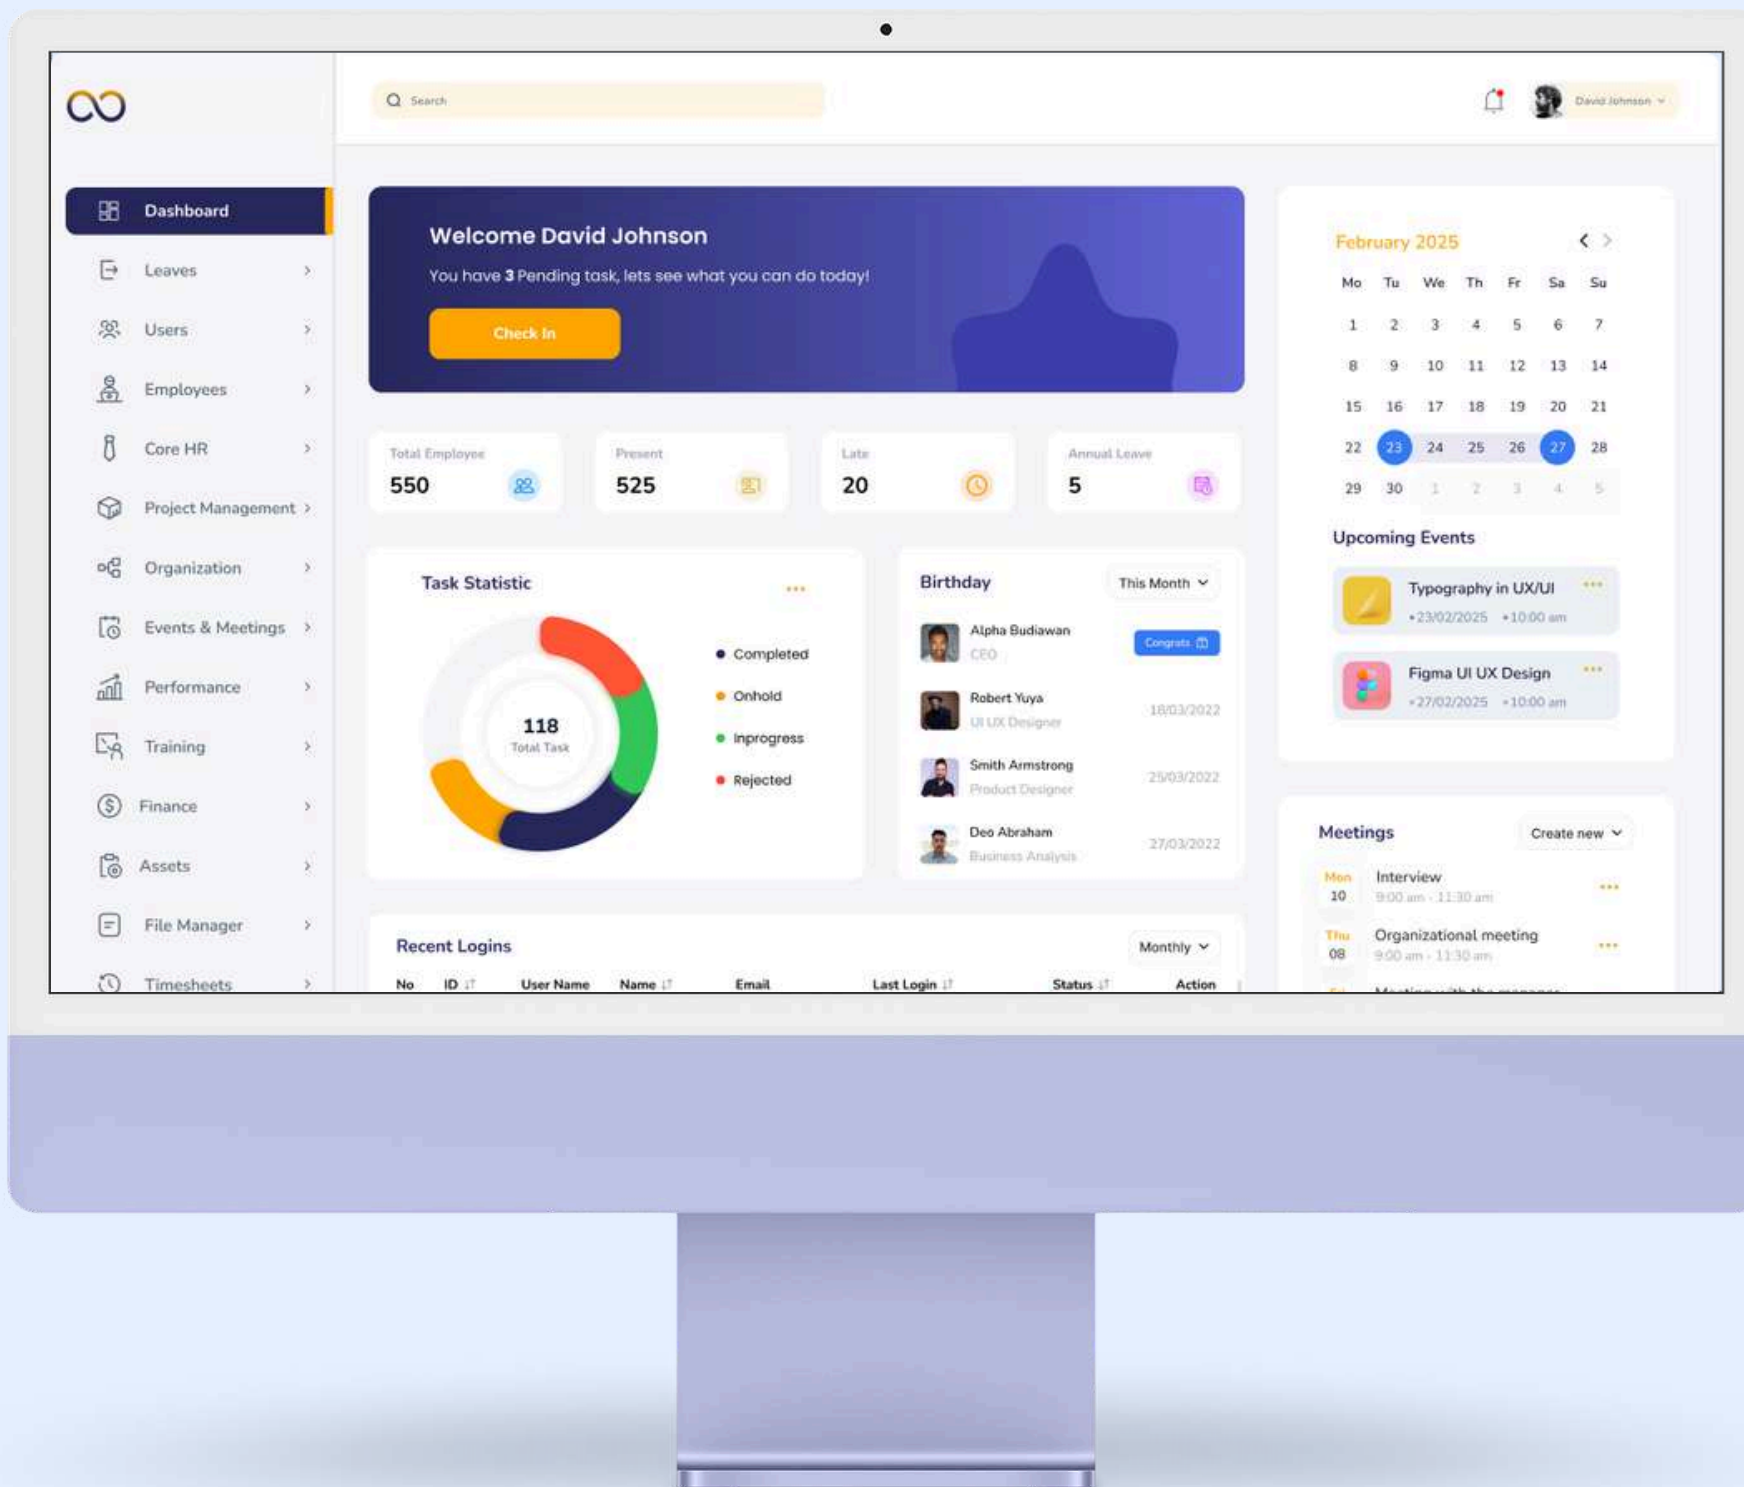 Search
David Johnson
Dashboard
Leaves
Users
Employees
Core HR
Project Management
Organization
Events & Meetings
Performance
Training
Finance
Assets
File Manager
Timesheets
Welcome David Johnson
You have 3 Pending task, lets see what you can do today!
Check In
Total Employee
550
Present
525
Late
20
Annual Leave
5
Task Statistic
118
Total Task
Completed
Onhold
Inprogress
Rejected
Birthday
This Month
Alpha Budiawan
CEO
Congrats
Robert Yuya
UI UX Designer
18/03/2022
Smith Armstrong
Product Designer
25/03/2022
Deo Abraham
Business Analysis
27/03/2022
Recent Logins
Monthly
No ID User Name Name Email Last Login Status Action
February 2025
Mo Tu We Th Fr Sa Su
1 2 3 4 5 6 7
8 9 10 11 12 13 14
15 16 17 18 19 20 21
22 23 24 25 26 27 28
29 30 1 2 3 4 5
Upcoming Events
Typography in UX/UI
•23/02/2025 •10:00 am
Figma UI UX Design
•27/02/2025 •10:00 am
Meetings
Create new
Mon
10
Interview
9:00 am - 11:30 am
Thu
08
Organizational meeting
9:00 am - 11:30 am
Meeting with the manager